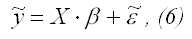 ỹ = X · β + ε̃ , (6)